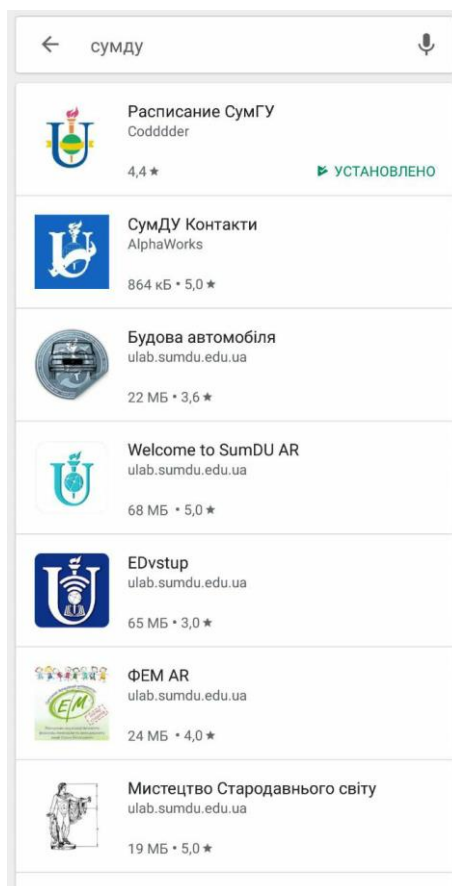 сумду
Расписание СумГУ
Codddder
4,4 ★
УСТАНОВЛЕНО
СумДУ Контакти
AlphaWorks
864 кБ • 5,0 ★
Будова автомобіля
ulab.sumdu.edu.ua
22 МБ • 3,6 ★
Welcome to SumDU AR
ulab.sumdu.edu.ua
68 МБ • 5,0 ★
EDvstup
ulab.sumdu.edu.ua
65 МБ • 3,0 ★
ФЕМ AR
ulab.sumdu.edu.ua
24 МБ • 4,0 ★
Мистецтво Стародавнього світу
ulab.sumdu.edu.ua
19 МБ • 5,0 ★